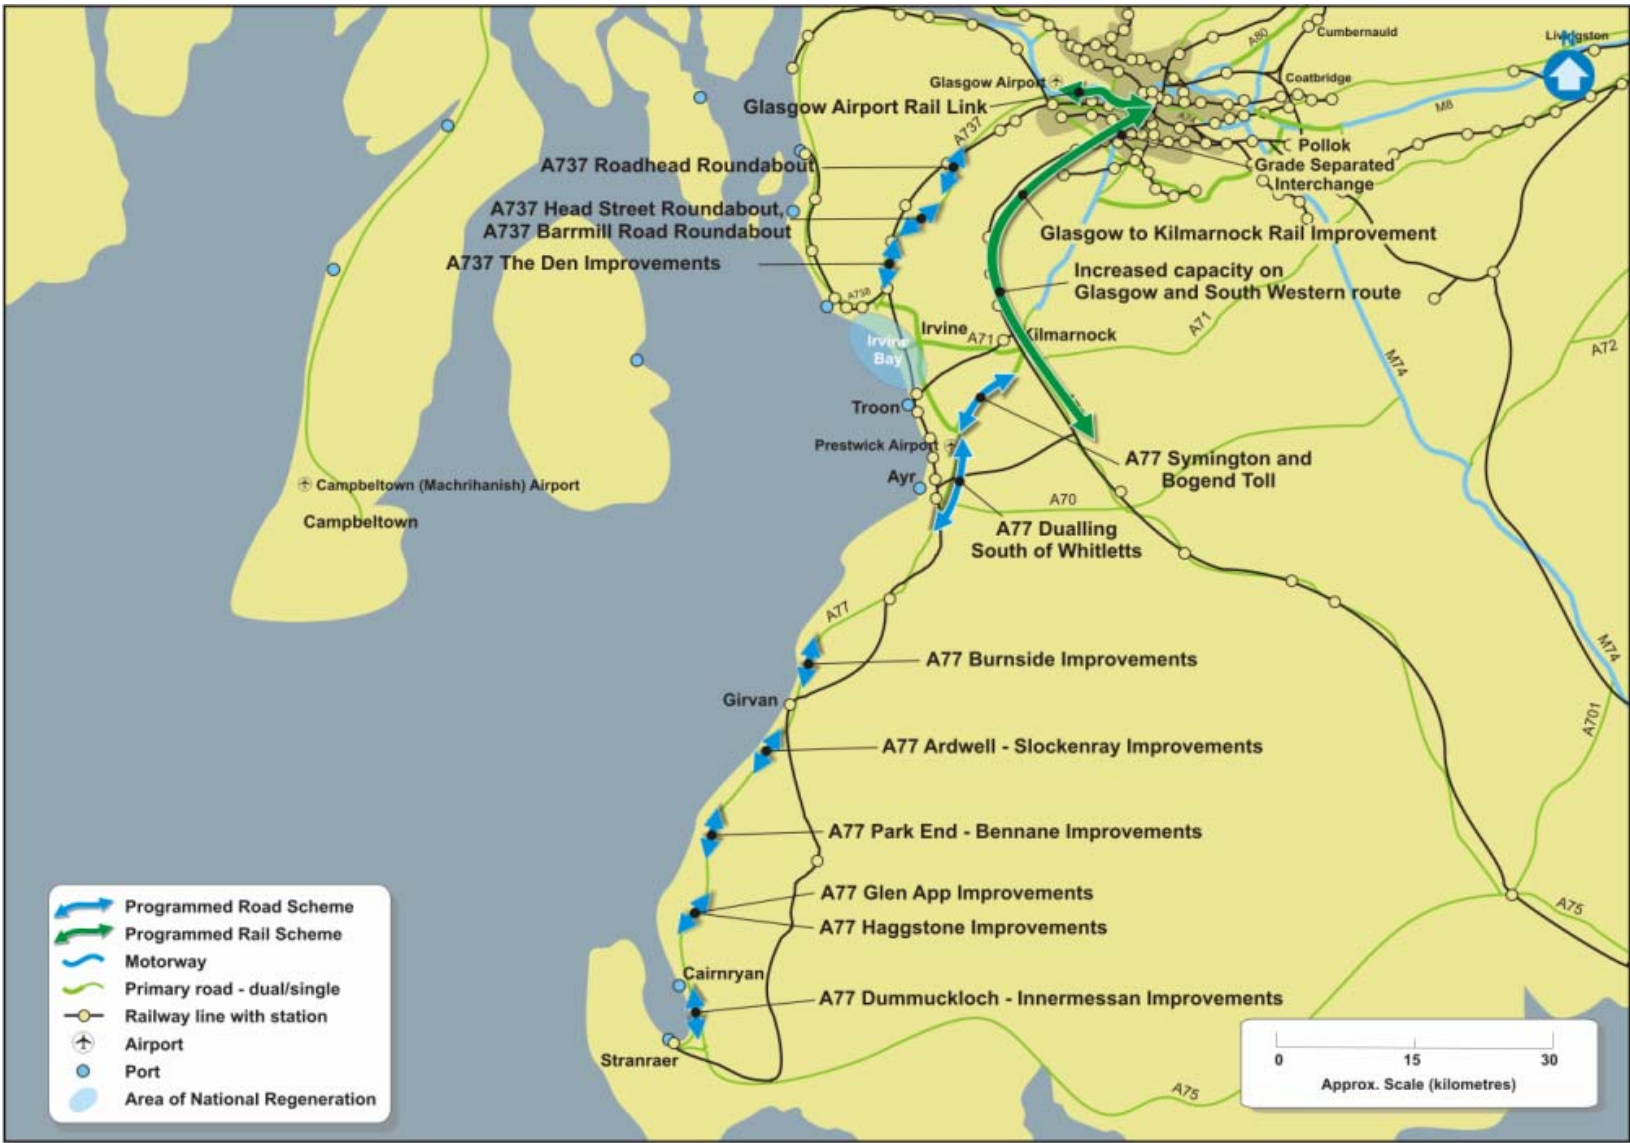 Cumbernauld
Livingston
N
A80
Glasgow Airport
Coatbridge
Glasgow Airport Rail Link
M8
A737
A74
Pollok
Grade Separated
Interchange
A737 Roadhead Roundabout
A737 Head Street Roundabout,
A737 Barrmill Road Roundabout
Glasgow to Kilmarnock Rail Improvement
A737 The Den Improvements
Increased capacity on
Glasgow and South Western route
A738
Irvine
A71
Kilmarnock
A71
Irvine
Bay
A72
M74
Troon
Prestwick Airport
A77 Symington and
Bogend Toll
Ayr
Campbeltown (Machrihanish) Airport
A70
Campbeltown
A77 Dualling
South of Whitletts
A77
M74
A77 Burnside Improvements
Girvan
A701
A77 Ardwell - Slockenray Improvements
A77 Park End - Bennane Improvements
A77 Glen App Improvements
A75
A77 Haggstone Improvements
Cairnryan
A77 Dummuckloch - Innermessan Improvements
Stranraer
A75
Programmed Road Scheme
Programmed Rail Scheme
Motorway
Primary road - dual/single
Railway line with station
Airport
Port
Area of National Regeneration
0 15 30
Approx. Scale (kilometres)